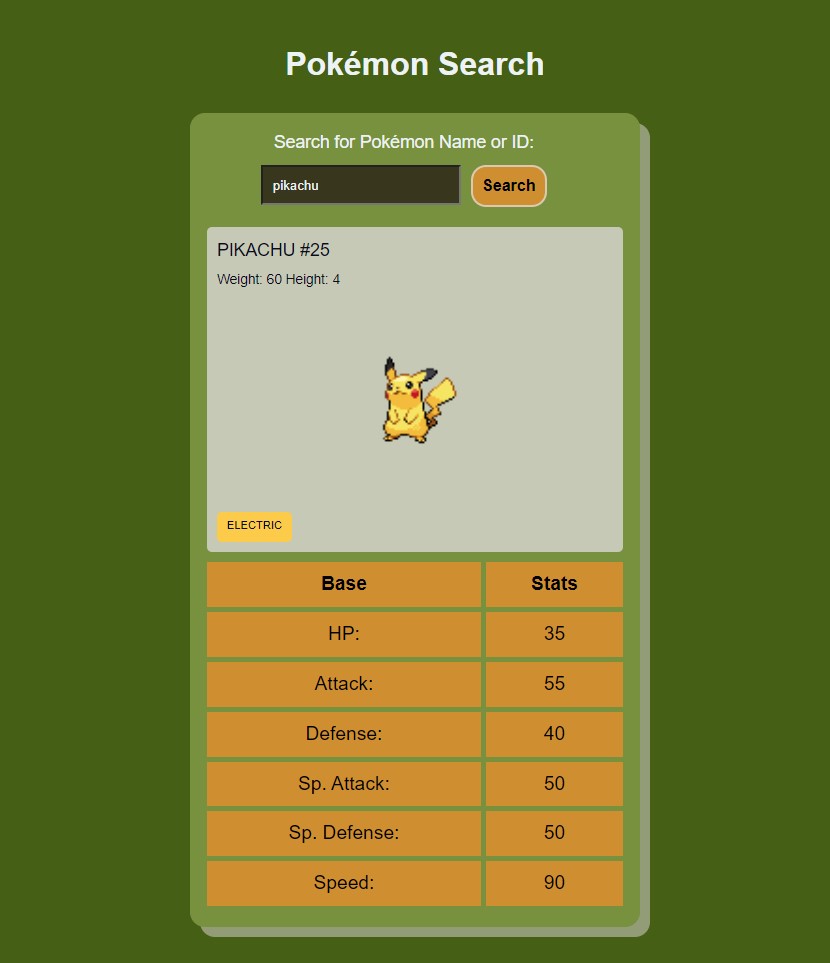 Pokémon Search
Search for Pokémon Name or ID:
pikachu Search
PIKACHU #25
Weight: 60 Height: 4
ELECTRIC
Base Stats
HP: 35
Attack: 55
Defense: 40
Sp. Attack: 50
Sp. Defense: 50
Speed: 90